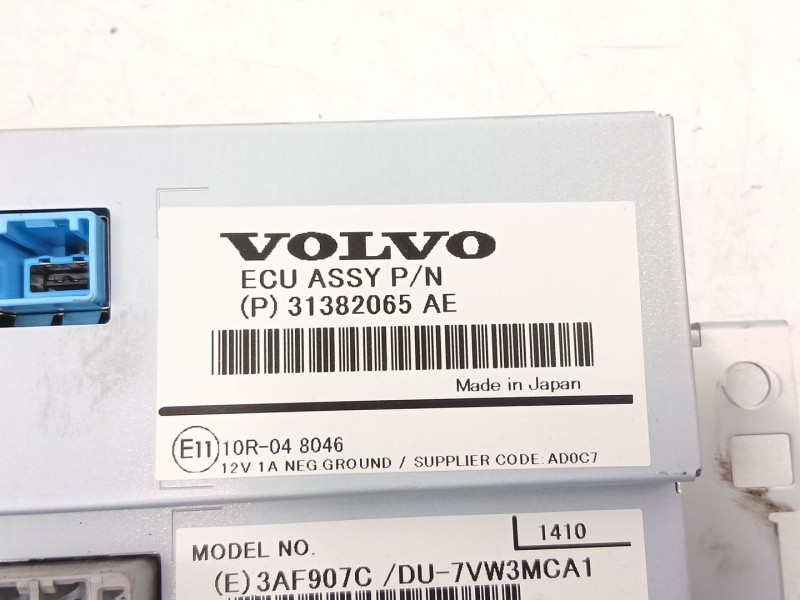 VOLVO
ECU ASSY P/N
(P) 31382065 AE
Made in Japan
E11 10R-04 8046
12V 1A NEG.GROUND / SUPPLIER CODE:AD0C7
1410
MODEL NO.
(E)3AF907C /DU-7VW3MCA1